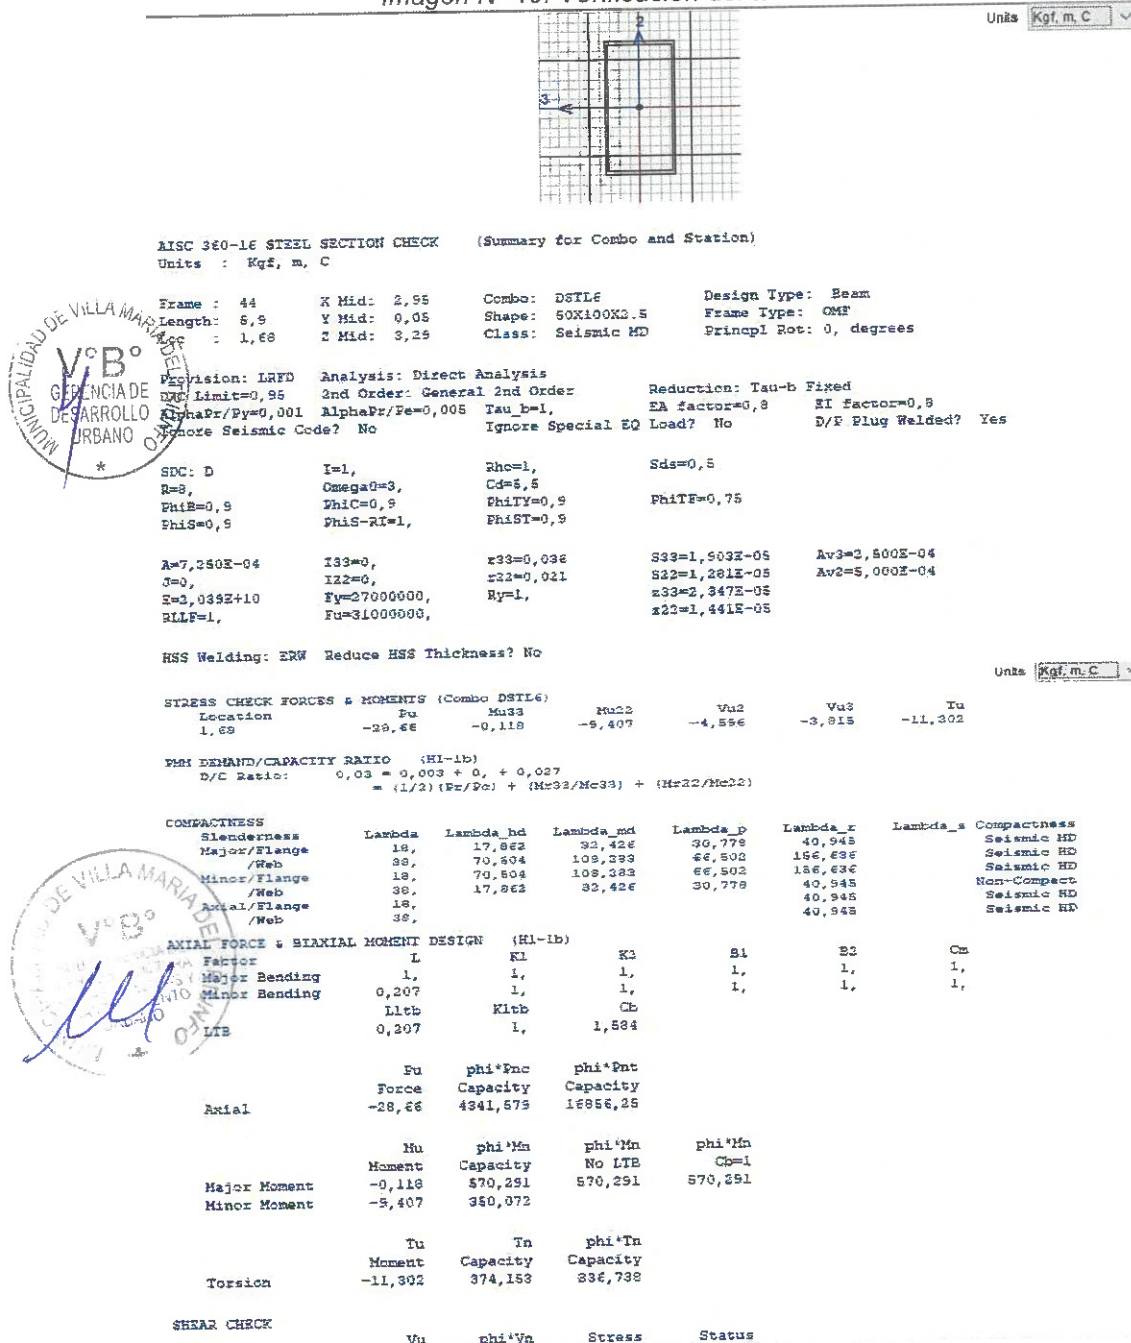 Units Kgf, m, C
2
3
AISC 360-16 STEEL SECTION CHECK (Summary for Combo and Station)
Units : Kgf, m, C
Frame : 44 X Mid: 2,95 Combo: DSTL6 Design Type: Beam
Length: 5,9 Y Mid: 0,05 Shape: 50X100X2.5 Frame Type: OMF
Loc : 1,68 Z Mid: 3,29 Class: Seismic MD Princpl Rot: 0, degrees
Provision: LRFD Analysis: Direct Analysis
D/C Limit=0,95 2nd Order: General 2nd Order Reduction: Tau-b Fixed
AlphaPr/Py=0,001 AlphaPr/Pe=0,005 Tau_b=1, EA factor=0,8 EI factor=0,8
Ignore Seismic Code? No Ignore Special EQ Load? No D/P Plug Welded? Yes
SDC: D I=1, Rho=1, Sds=0,5
R=8, Omega0=3, Cd=5,5
PhiB=0,9 PhiC=0,9 PhiTY=0,9 PhiTF=0,75
PhiS=0,9 PhiS-RI=1, PhiST=0,9
A=7,250E-04 I33=0, r33=0,036 S33=1,903E-05 Av3=2,500E-04
J=0, I22=0, r22=0,021 S22=1,281E-05 Av2=5,000E-04
E=2,039E+10 Fy=27000000, Ry=1, z33=2,347E-05
RLLF=1, Fu=31000000, z22=1,441E-05
HSS Welding: ERW Reduce HSS Thickness? No
Units Kgf, m, C
STRESS CHECK FORCES & MOMENTS (Combo DSTL6)
Location Pu Mu33 Mu22 Vu2 Vu3 Tu
1,68 -28,66 -0,118 -9,407 -4,556 -3,815 -11,302
PMM DEMAND/CAPACITY RATIO (H1-1b)
D/C Ratio: 0,03 = 0,003 + 0, + 0,027
= (1/2)(Pr/Pc) + (Mr33/Mc33) + (Mr22/Mc22)
COMPACTNESS
Slenderness Lambda Lambda_hd Lambda_md Lambda_p Lambda_r Lambda_s Compactness
Major/Flange 18, 17,862 32,426 30,778 40,945 Seismic HD
/Web 38, 70,504 108,283 66,502 156,636 Seismic HD
Minor/Flange 18, 70,504 108,283 66,502 156,636 Seismic HD
/Web 38, 17,862 32,426 30,778 40,945 Non-Compact
Axial/Flange 18, 40,945 Seismic HD
/Web 38, 40,945 Seismic HD
AXIAL FORCE & BIAXIAL MOMENT DESIGN (H1-1b)
Factor L K1 K2 B1 B2 Cm
Major Bending 1, 1, 1, 1, 1, 1,
Minor Bending 0,207 1, 1, 1, 1, 1,
Lltb Kltb Cb
LTB 0,207 1, 1,584
Pu phi*Pnc phi*Pnt
Force Capacity Capacity
Axial -28,66 4341,579 16856,25
Mu phi*Mn phi*Mn phi*Mn
Moment Capacity No LTB Cb=1
Major Moment -0,118 570,291 570,291 570,291
Minor Moment -9,407 350,072
Tu Tn phi*Tn
Moment Capacity Capacity
Torsion -11,302 374,153 336,738
SHEAR CHECK
Vu phi*Vn Stress Status
MUNICIPALIDAD DE VILLA MARIA DEL TRIUNFO
V°B°
GERENCIA DE
DESARROLLO
URBANO
DE VILLA MARIA DEL TRIUNFO
V°B°